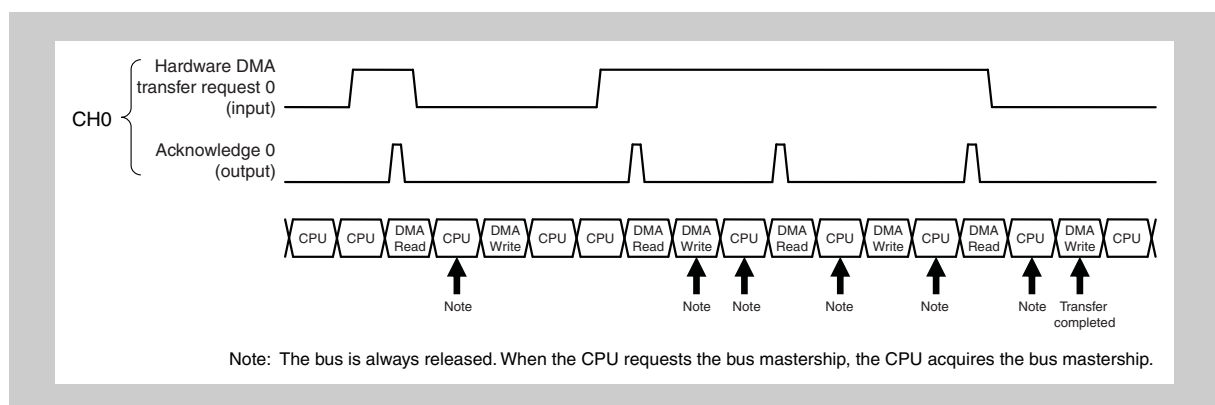 Hardware DMA
transfer request 0
(input)
CH0
Acknowledge 0
(output)
CPU CPU DMA Read CPU DMA Write CPU CPU DMA Read DMA Write CPU DMA Read CPU DMA Write CPU DMA Read CPU DMA Write CPU
Note Note Note Note Note Note Transfer completed
Note: The bus is always released. When the CPU requests the bus mastership, the CPU acquires the bus mastership.